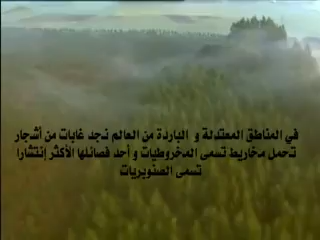 في المناطق المعتدلة و الباردة من العالم نجد غابات من أشجار
تحمل مخاريط تسمى المخروطيات و أحد فصائلها الأكثر إنتشارا
تسمى الصنوبريات